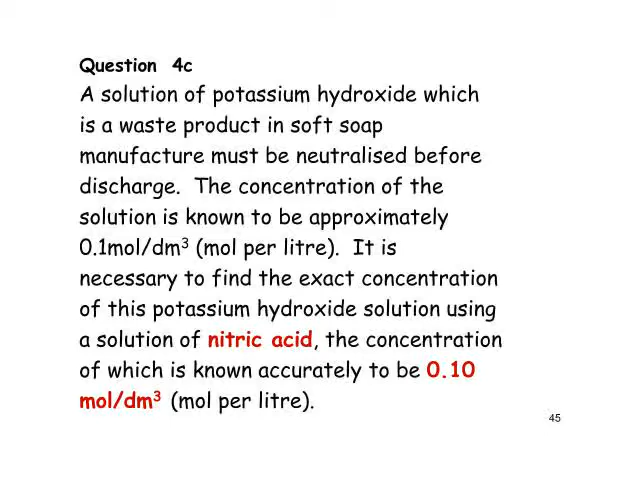 Question 4c
A solution of potassium hydroxide which
is a waste product in soft soap
manufacture must be neutralised before
discharge. The concentration of the
solution is known to be approximately
0.1mol/dm³ (mol per litre). It is
necessary to find the exact concentration
of this potassium hydroxide solution using
a solution of nitric acid, the concentration
of which is known accurately to be 0.10
mol/dm³ (mol per litre).
45